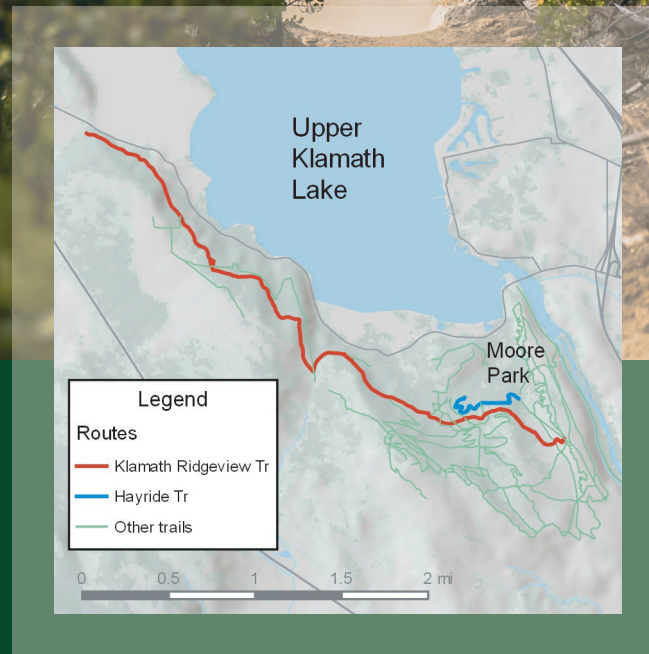 Upper
Klamath
Lake
Moore
Park
Legend
Routes
Klamath Ridgeview Tr
Hayride Tr
Other trails
0 0.5 1 1.5 2 mi